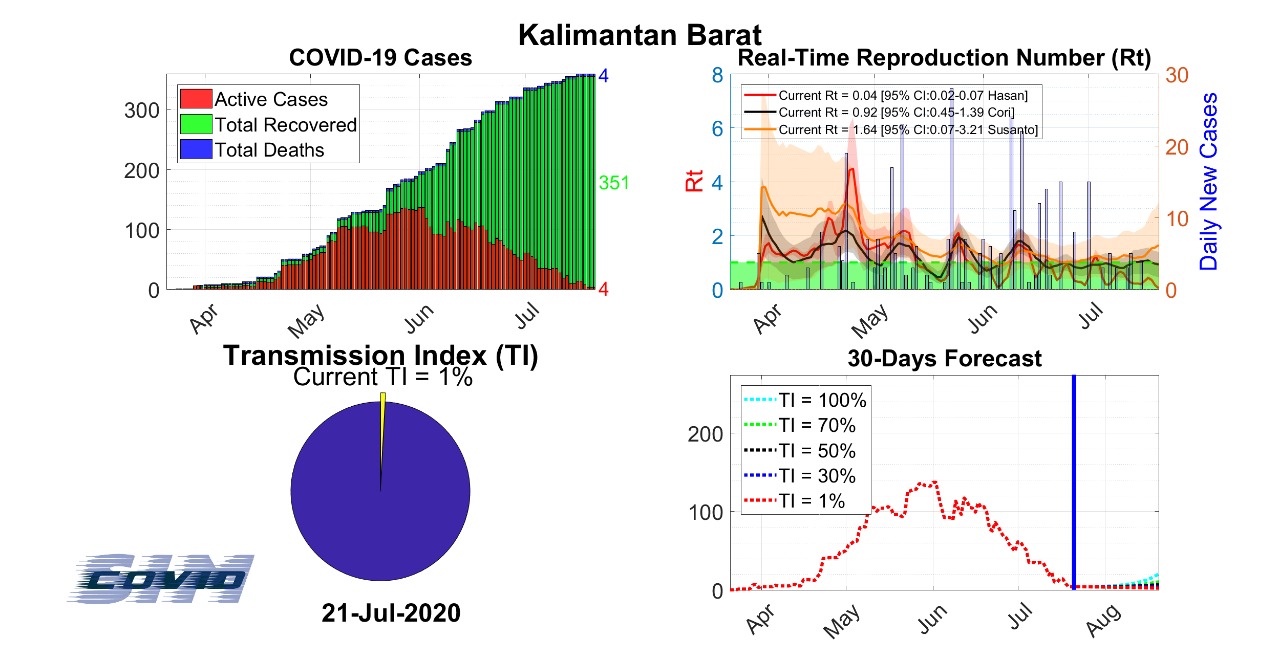 Kalimantan Barat
COVID-19 Cases
4
300
200
100
0
Active Cases
Total Recovered
Total Deaths
351
4
Apr
May
Jun
Jul
Real-Time Reproduction Number (Rt)
8
6
4
2
0
Rt
Current Rt = 0.04 [95% CI:0.02-0.07 Hasan]
Current Rt = 0.92 [95% CI:0.45-1.39 Cori]
Current Rt = 1.64 [95% CI:0.07-3.21 Susanto]
30
20
10
0
Daily New Cases
Apr
May
Jun
Jul
Transmission Index (TI)
Current TI = 1%
SIM
COVID
21-Jul-2020
30-Days Forecast
200
100
0
TI = 100%
TI = 70%
TI = 50%
TI = 30%
TI = 1%
Apr
May
Jun
Jul
Aug